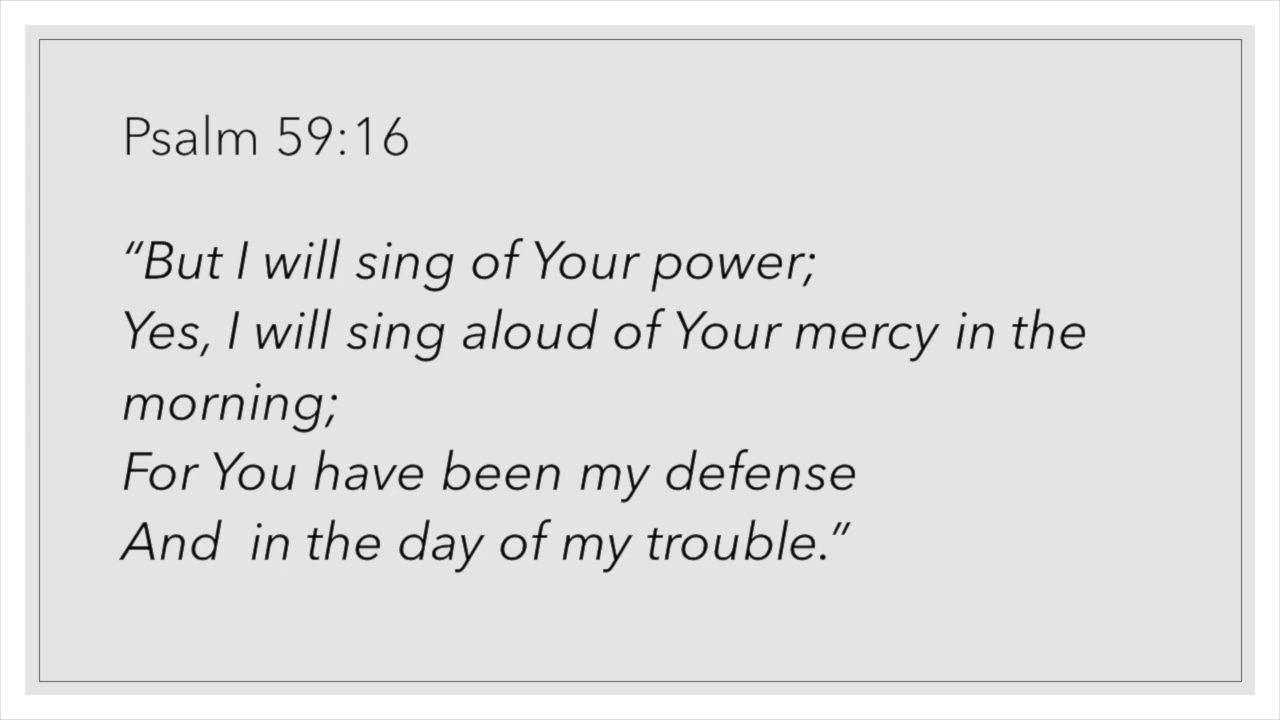 Psalm 59:16
“But I will sing of Your power;
Yes, I will sing aloud of Your mercy in the
morning;
For You have been my defense
And  in the day of my trouble.”